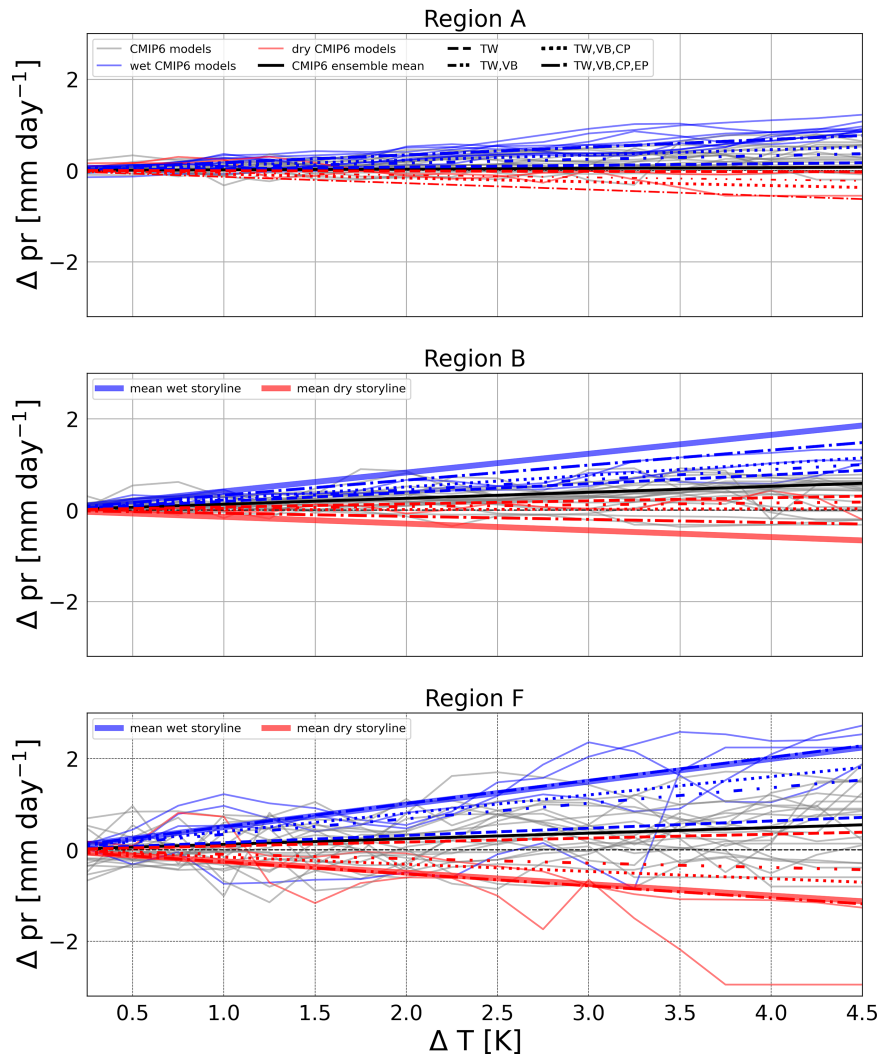 Region A
CMIP6 models dry CMIP6 models TW TW,VB,CP
wet CMIP6 models CMIP6 ensemble mean TW,VB TW,VB,CP,EP
2
0
−2
Δ pr [mm day⁻¹]
Region B
mean wet storyline mean dry storyline
2
0
−2
Δ pr [mm day⁻¹]
Region F
mean wet storyline mean dry storyline
2
0
−2
Δ pr [mm day⁻¹]
0.5 1.0 1.5 2.0 2.5 3.0 3.5 4.0 4.5
Δ T [K]